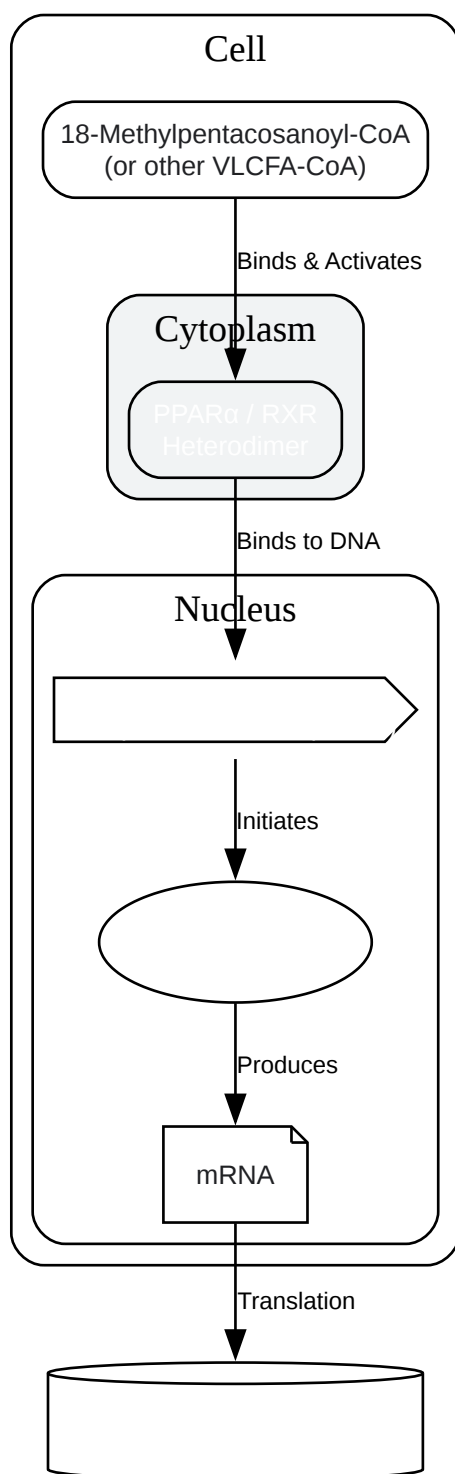 Cell
18-Methylpentacosanoyl-CoA
(or other VLCFA-CoA)
Binds & Activates
Cytoplasm
PPARα / RXR
Heterodimer
Binds to DNA
Nucleus
Initiates
Produces
mRNA
Translation